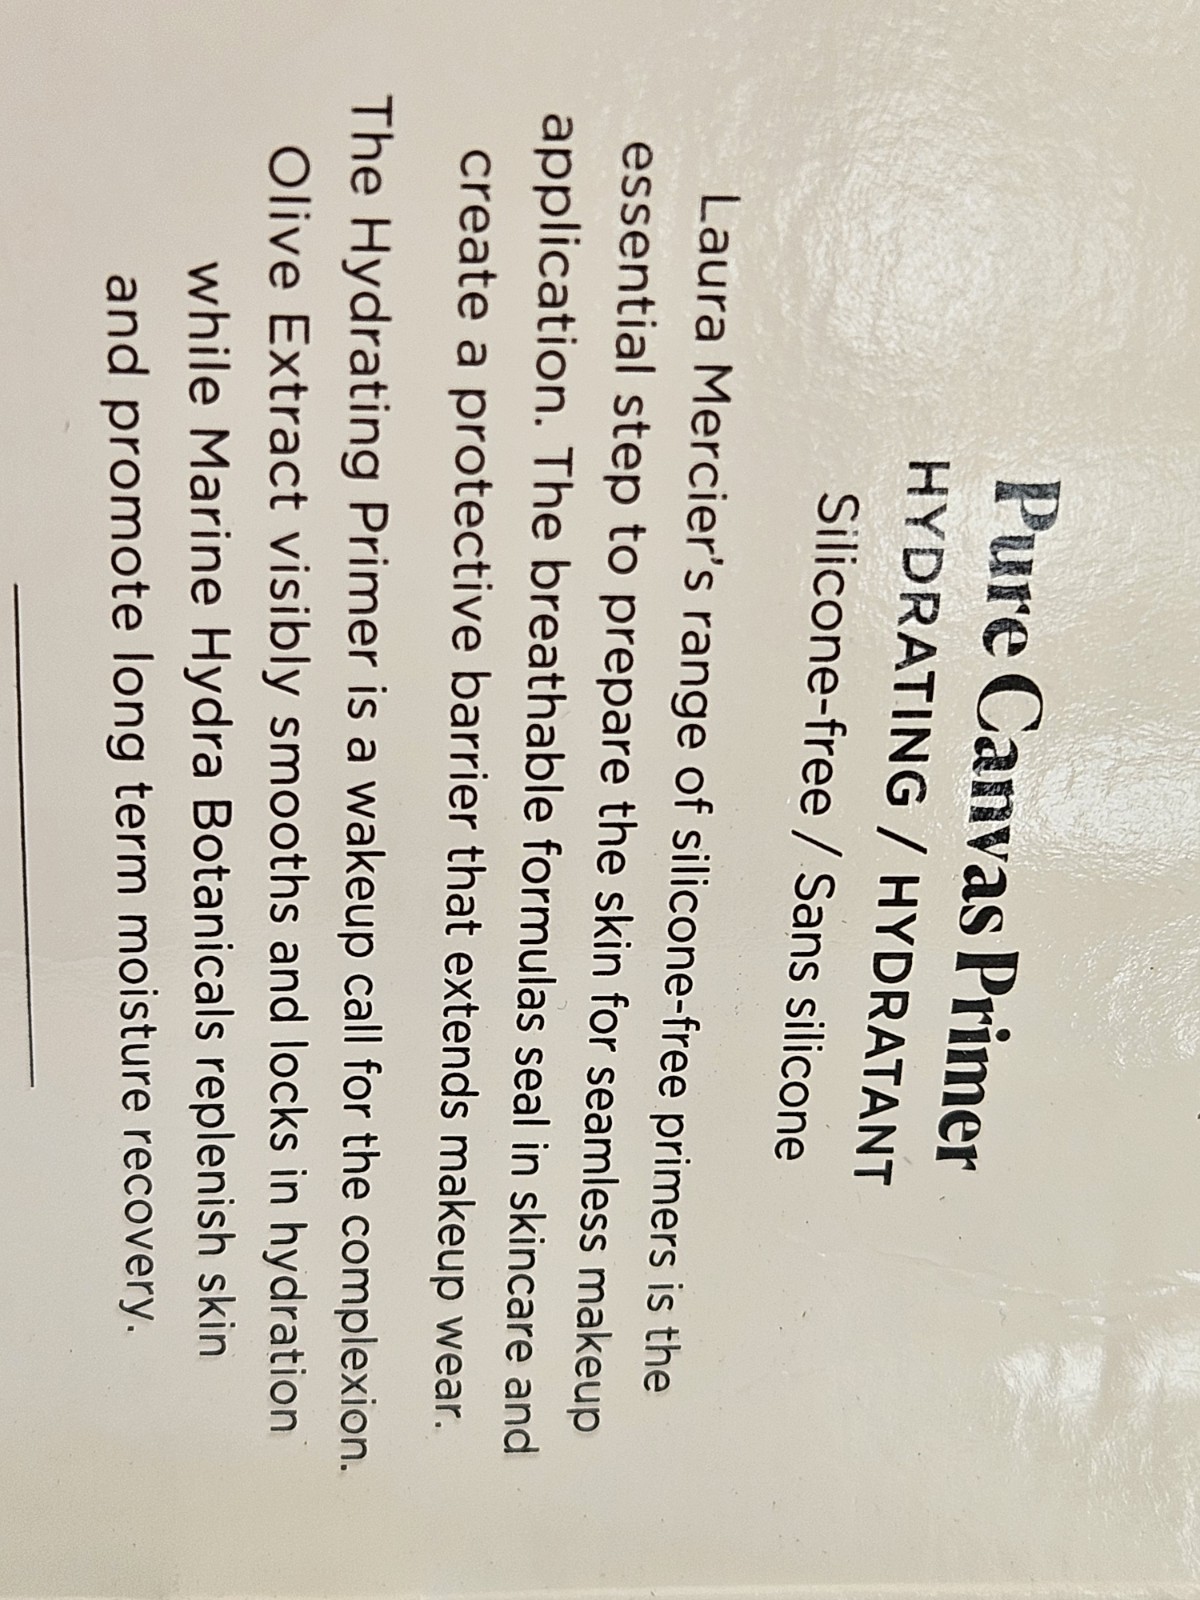 Pure Canvas Primer
HYDRATING / HYDRATANT
Silicone-free / Sans silicone
Laura Mercier's range of silicone-free primers is the
essential step to prepare the skin for seamless makeup
application. The breathable formulas seal in skincare and
create a protective barrier that extends makeup wear.
The Hydrating Primer is a wakeup call for the complexion.
Olive Extract visibly smooths and locks in hydration
while Marine Hydra Botanicals replenish skin
and promote long term moisture recovery.